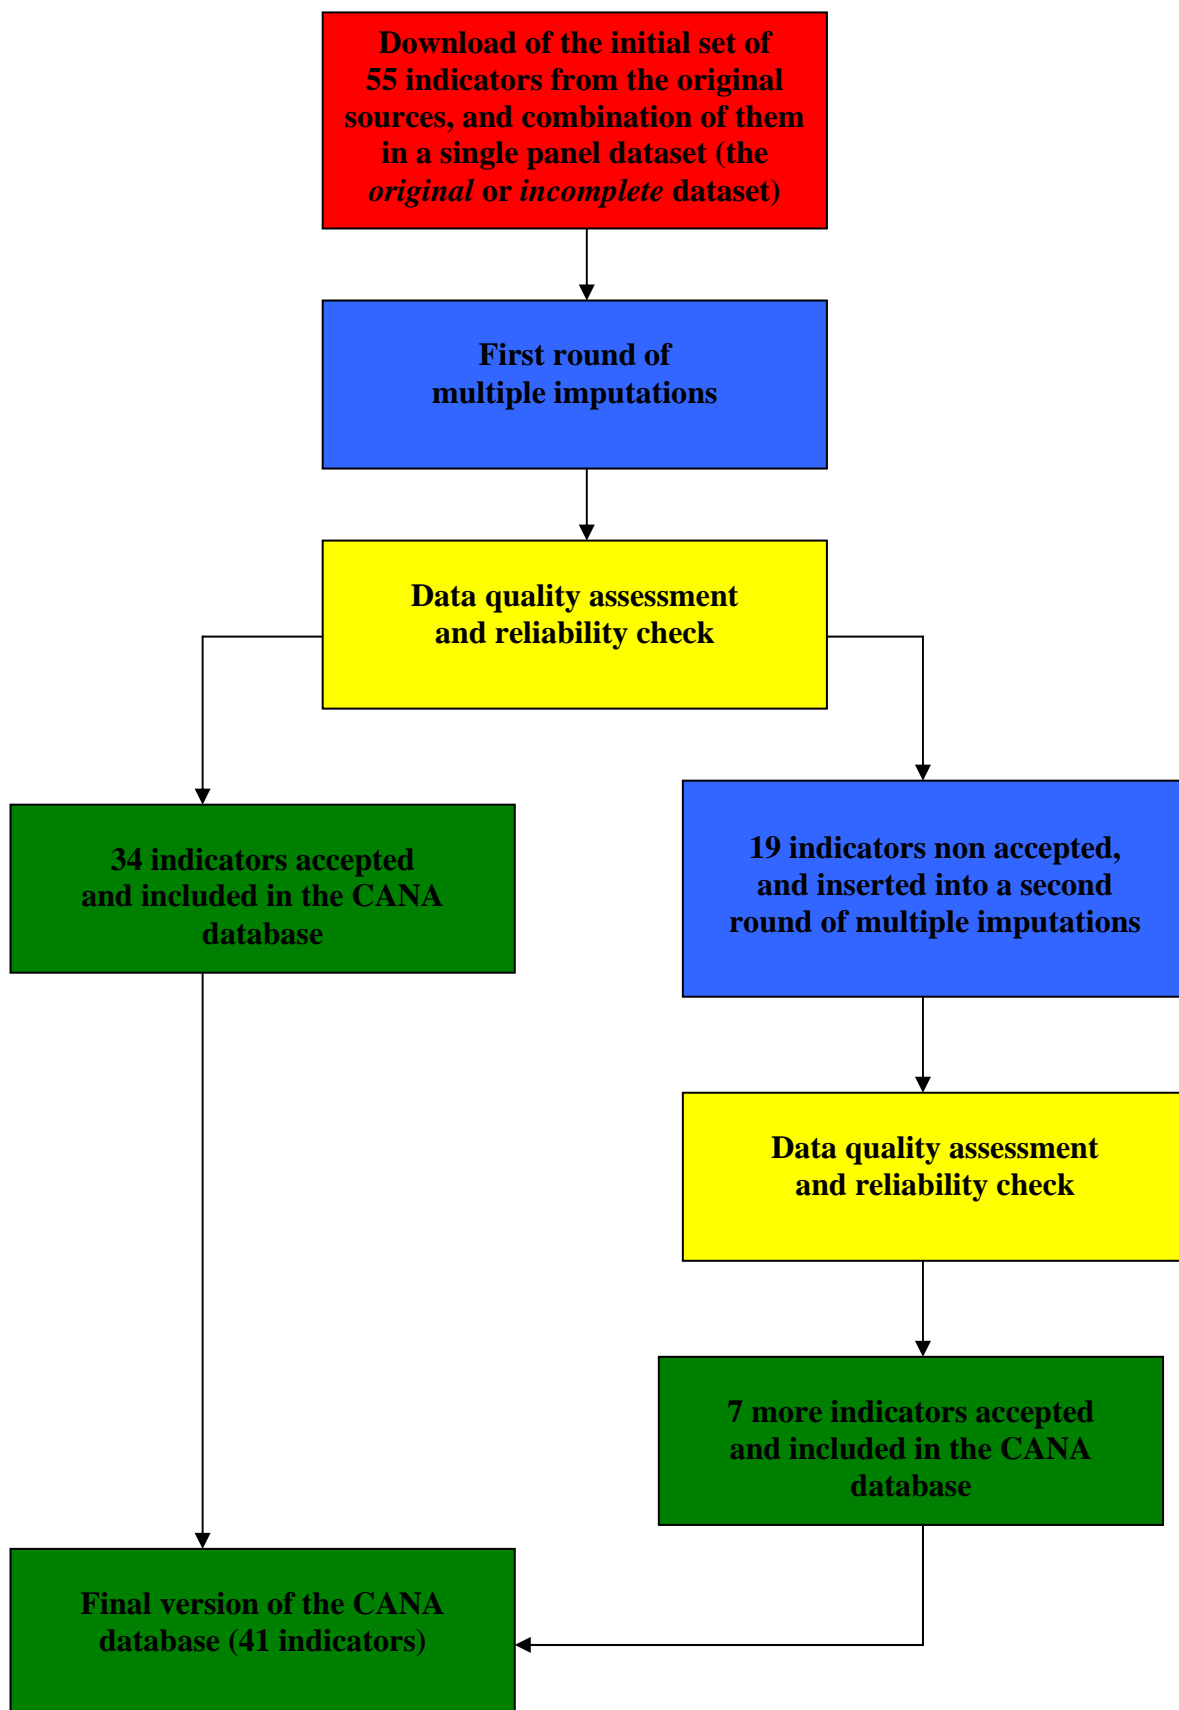 Download of the initial set of
55 indicators from the original
sources, and combination of them
in a single panel dataset (the
original or incomplete dataset)
First round of
multiple imputations
Data quality assessment
and reliability check
34 indicators accepted
and included in the CANA
database
19 indicators non accepted,
and inserted into a second
round of multiple imputations
Data quality assessment
and reliability check
7 more indicators accepted
and included in the CANA
database
Final version of the CANA
database (41 indicators)